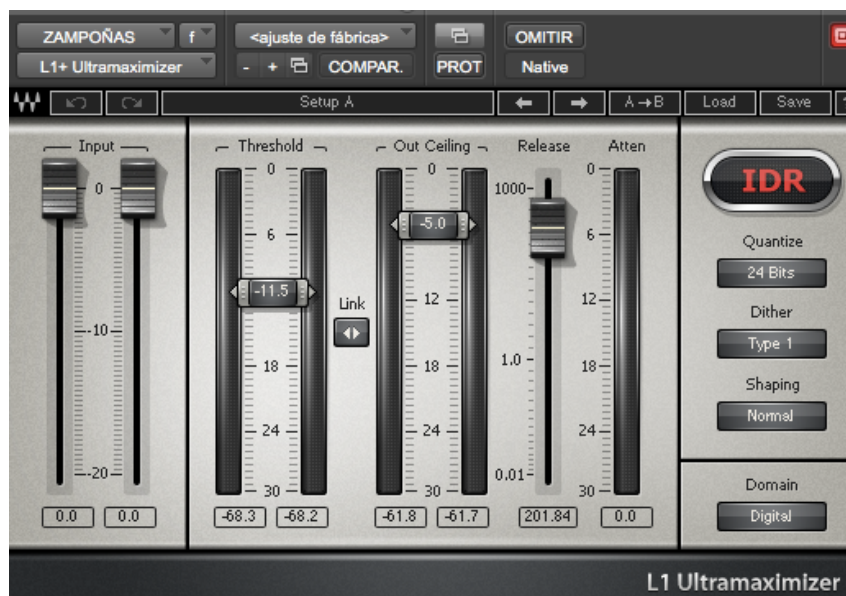 ZAMPOÑAS f <ajuste de fábrica> OMITIR
L1+ Ultramaximizer - + COMPAR. PROT Native
Setup A A→B Load Save
Input Threshold Out Ceiling Release Atten
0 0 0 1000 0
IDR
-5.0
6 6
Quantize
24 Bits
-11.5 Link 12 12
Dither
Type 1
-10
18 18 1.0 18
Shaping
Normal
24 24 24
-20 0.01
30 30 30
Domain
0.0 0.0 -68.3 -68.2 -61.8 -61.7 201.84 0.0 Digital
L1 Ultramaximizer